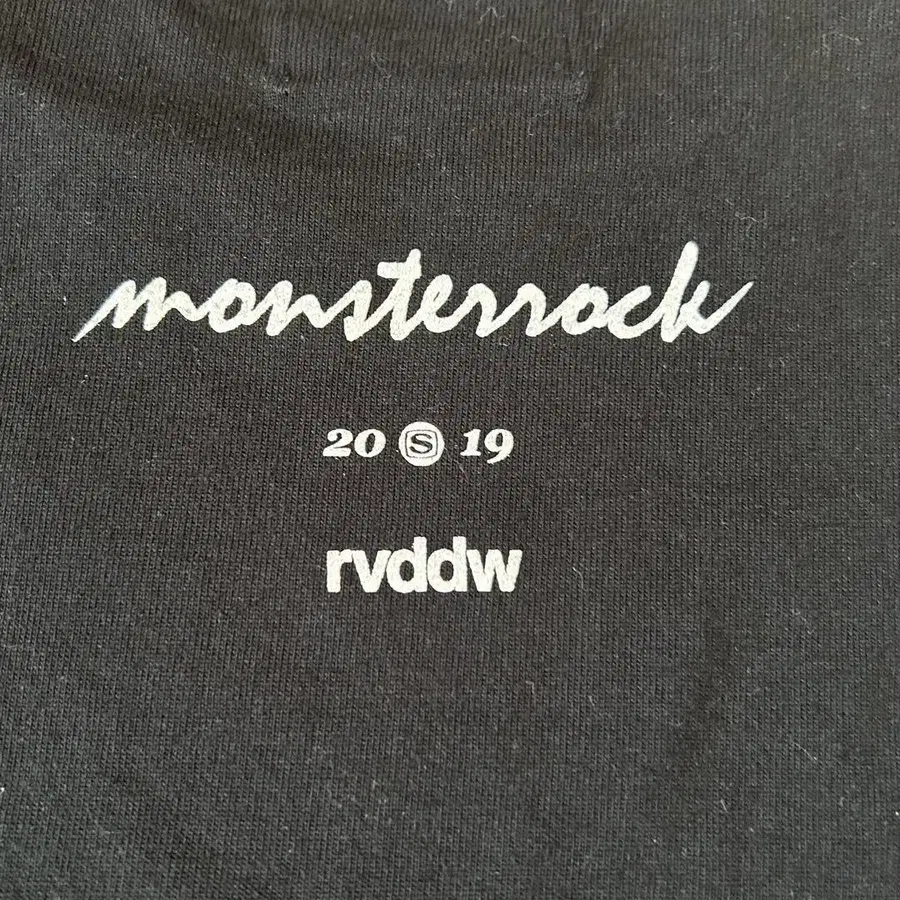 monsterrock
20 S 19
rvddw